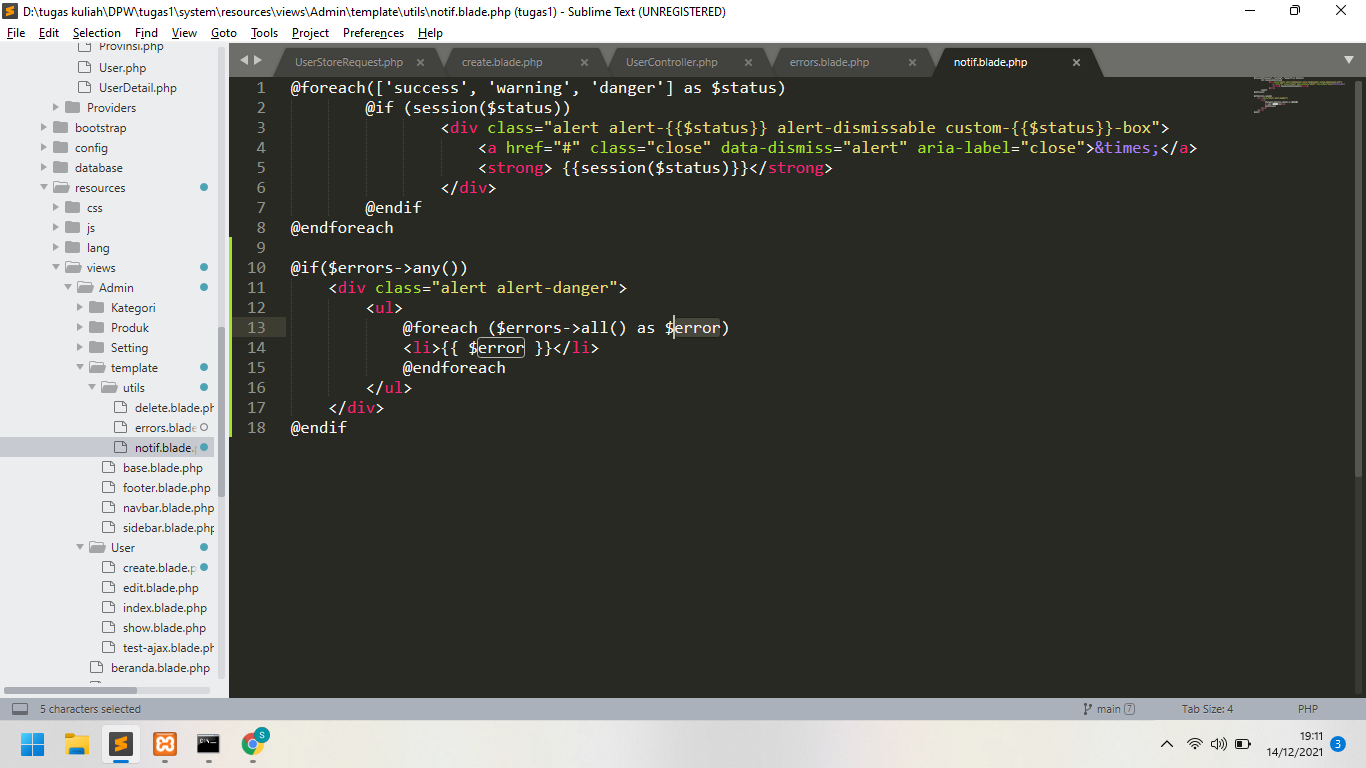 D:\tugas kuliah\DPW\tugas1\system\resources\views\Admin\template\utils\notif.blade.php (tugas1) - Sublime Text (UNREGISTERED)
File Edit Selection Find View Goto Tools Project Preferences Help
Provinsi.php
User.php
UserDetail.php
Providers
bootstrap
config
database
resources
css
js
lang
views
Admin
Kategori
Produk
Setting
template
utils
delete.blade.ph
errors.blade
notif.blade.
base.blade.php
footer.blade.php
navbar.blade.php
sidebar.blade.php
User
create.blade.p
edit.blade.php
index.blade.php
show.blade.php
test-ajax.blade.ph
beranda.blade.php
UserStoreRequest.php × create.blade.php × UserController.php × errors.blade.php × notif.blade.php ×
1 @foreach(['success', 'warning', 'danger'] as $status)
2 @if (session($status))
3 <div class="alert alert-{{$status}} alert-dismissable custom-{{$status}}-box">
4 <a href="#" class="close" data-dismiss="alert" aria-label="close">&times;</a>
5 <strong> {{session($status)}}</strong>
6 </div>
7 @endif
8 @endforeach
9
10 @if($errors->any())
11 <div class="alert alert-danger">
12 <ul>
13 @foreach ($errors->all() as $error)
14 <li>{{ $error }}</li>
15 @endforeach
16 </ul>
17 </div>
18 @endif
5 characters selected main 7 Tab Size: 4 PHP
S
19:11
14/12/2021
3